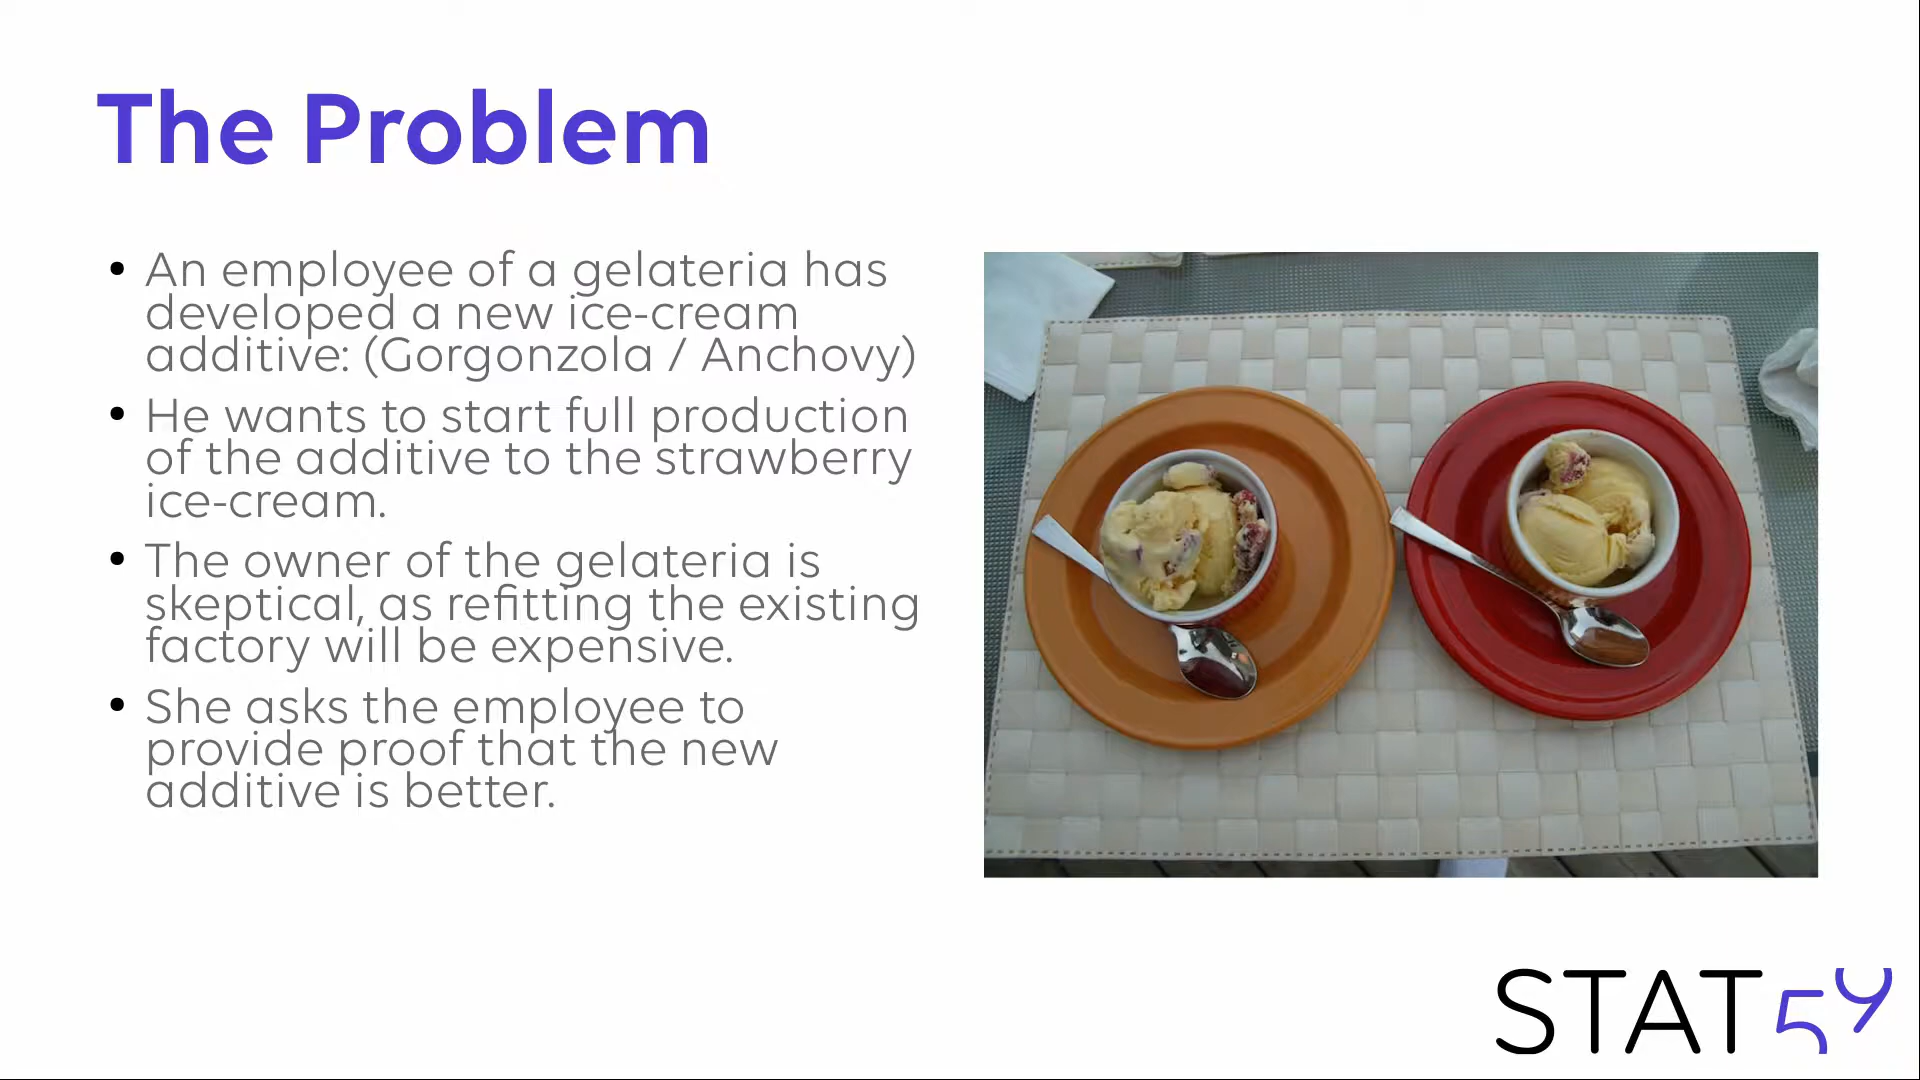 The Problem
• An employee of a gelateria has
developed a new ice-cream
additive: (Gorgonzola / Anchovy)
• He wants to start full production
of the additive to the strawberry
ice-cream.
• The owner of the gelateria is
skeptical, as refitting the existing
factory will be expensive.
• She asks the employee to
provide proof that the new
additive is better.
STAT59